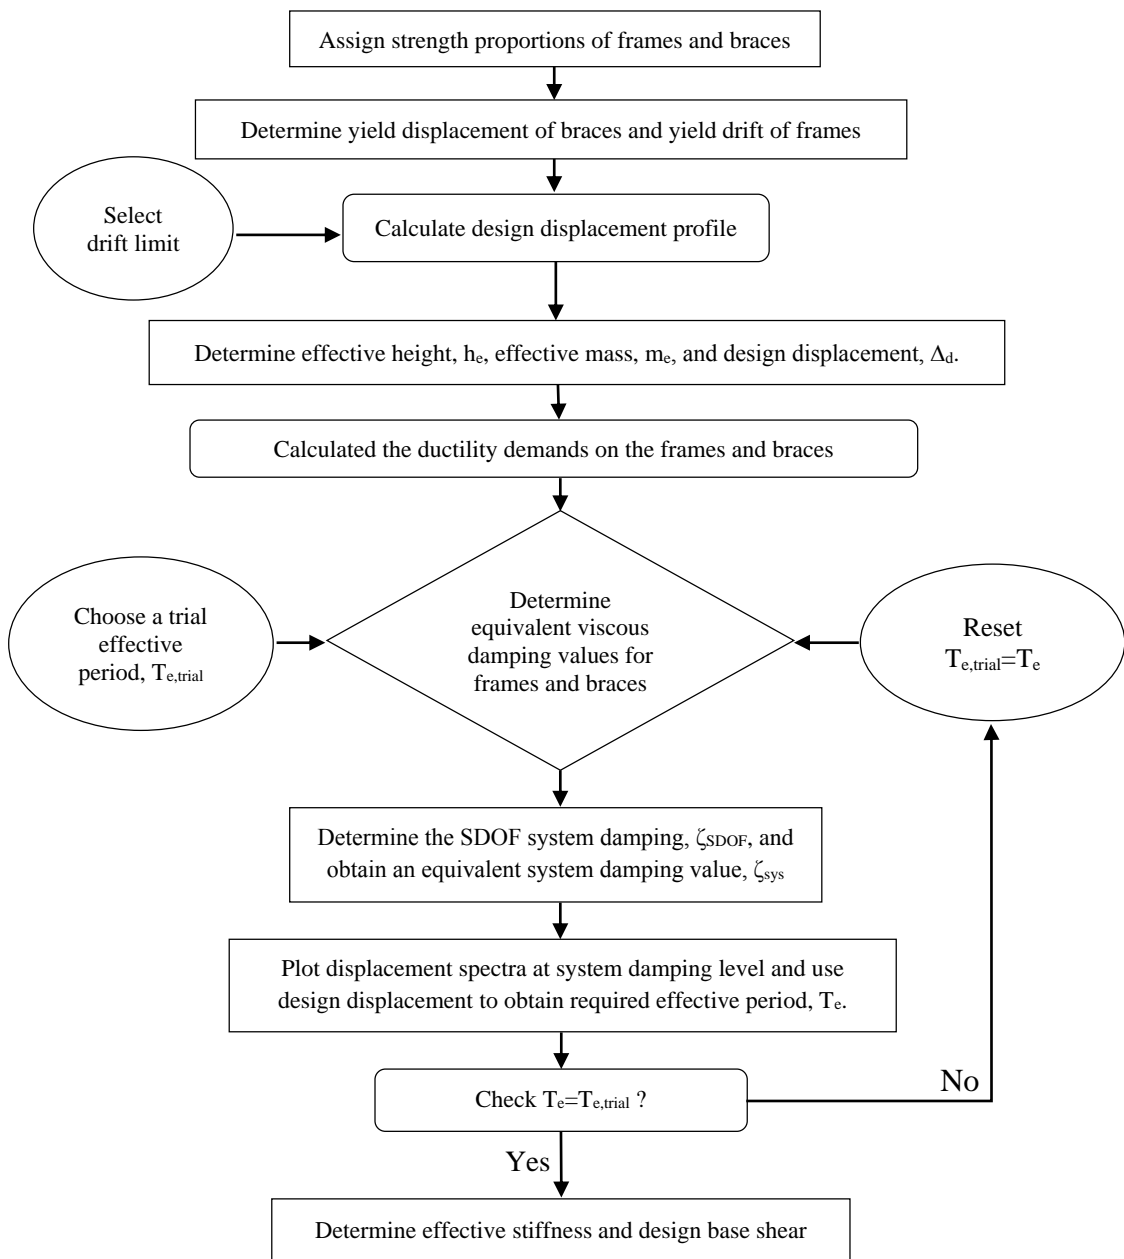 Assign strength proportions of frames and braces
Determine yield displacement of braces and yield drift of frames
Select
drift limit
Calculate design displacement profile
Determine effective height, hₑ, effective mass, mₑ, and design displacement, Δd.
Calculated the ductility demands on the frames and braces
Choose a trial
effective
period, Te,trial
Determine
equivalent viscous
damping values for
frames and braces
Reset
Te,trial=Te
Determine the SDOF system damping, ζSDOF, and
obtain an equivalent system damping value, ζsys
Plot displacement spectra at system damping level and use
design displacement to obtain required effective period, Te.
Check Te=Te,trial ?
No
Yes
Determine effective stiffness and design base shear